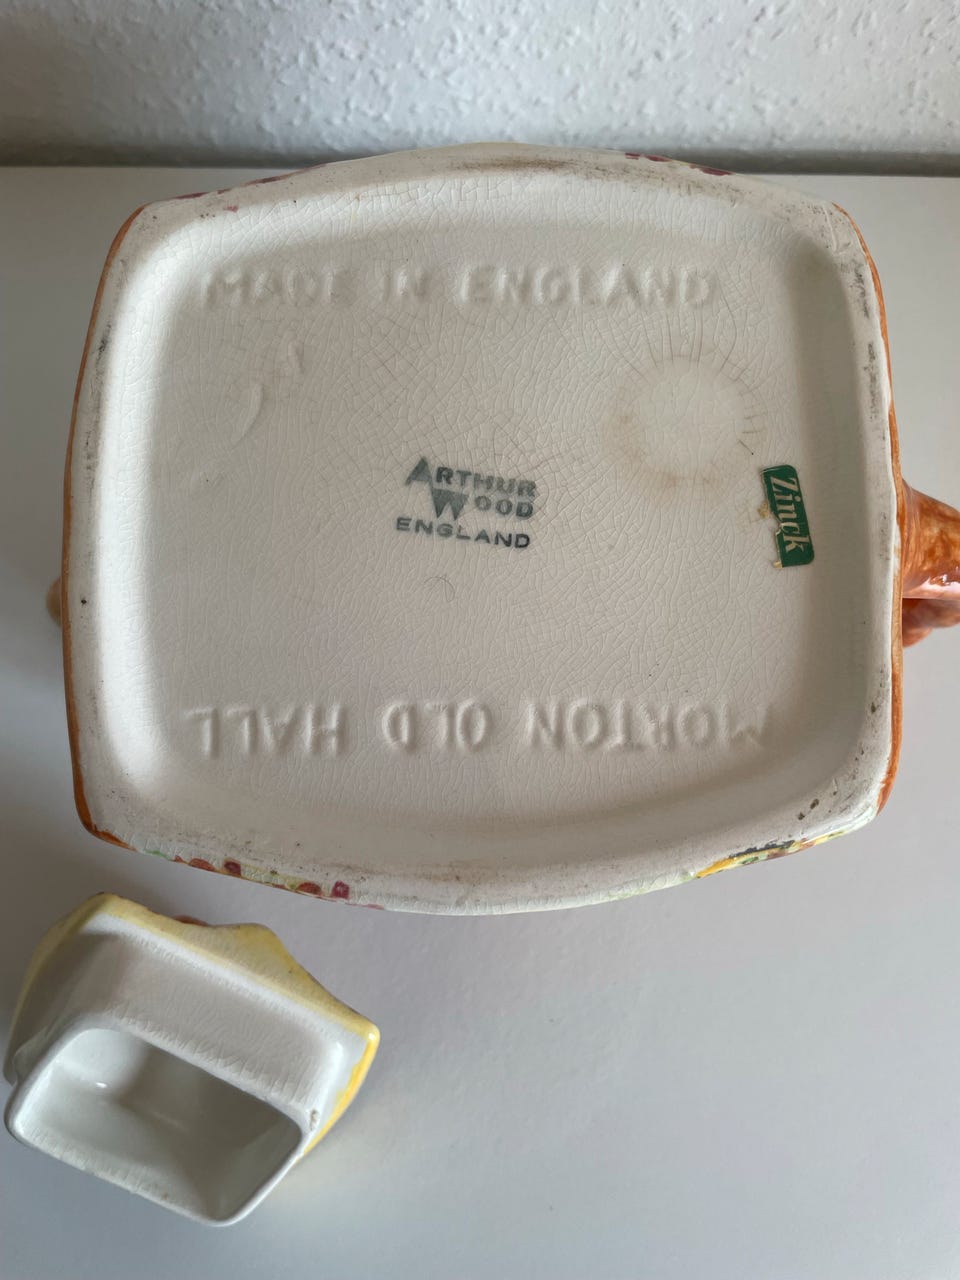 MADE IN ENGLAND
ARTHUR
WOOD
ENGLAND
Zinck
MORTON OLD HALL